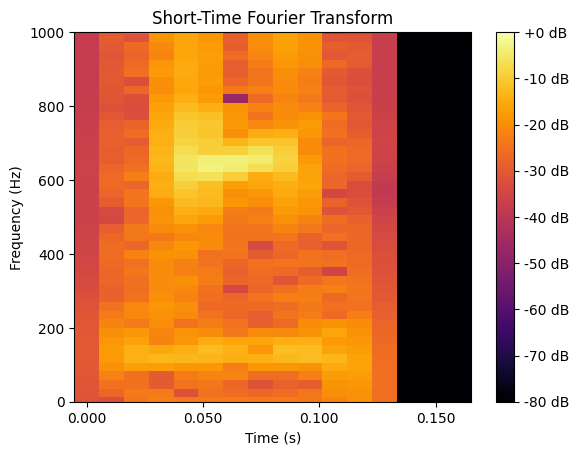 Short-Time Fourier Transform
1000
800
600
400
200
0
Frequency (Hz)
0.000
0.050
0.100
0.150
Time (s)
+0 dB
-10 dB
-20 dB
-30 dB
-40 dB
-50 dB
-60 dB
-70 dB
-80 dB